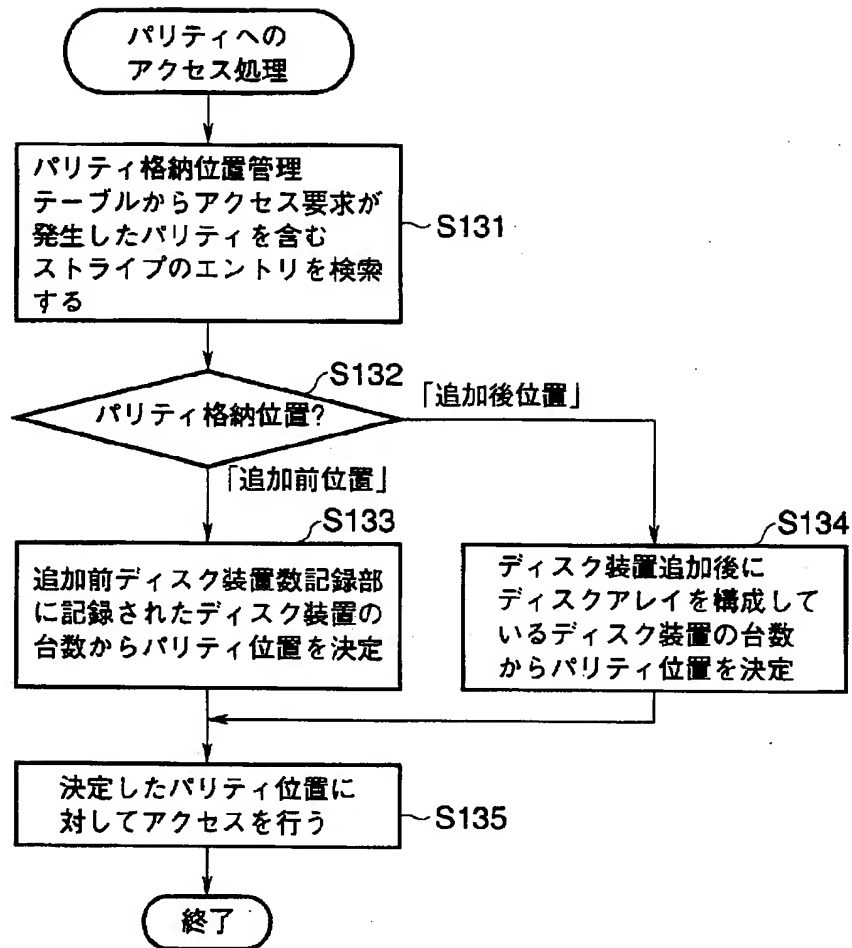 パリティへの
アクセス処理
パリティ格納位置管理
テーブルからアクセス要求が
発生したパリティを含む
ストライプのエントリを検索
する
S131
S132
パリティ格納位置?
「追加後位置」
「追加前位置」
S133
追加前ディスク装置数記録部
に記録されたディスク装置の
台数からパリティ位置を決定
S134
ディスク装置追加後に
ディスクアレイを構成して
いるディスク装置の台数
からパリティ位置を決定
決定したパリティ位置に
対してアクセスを行う
S135
終了